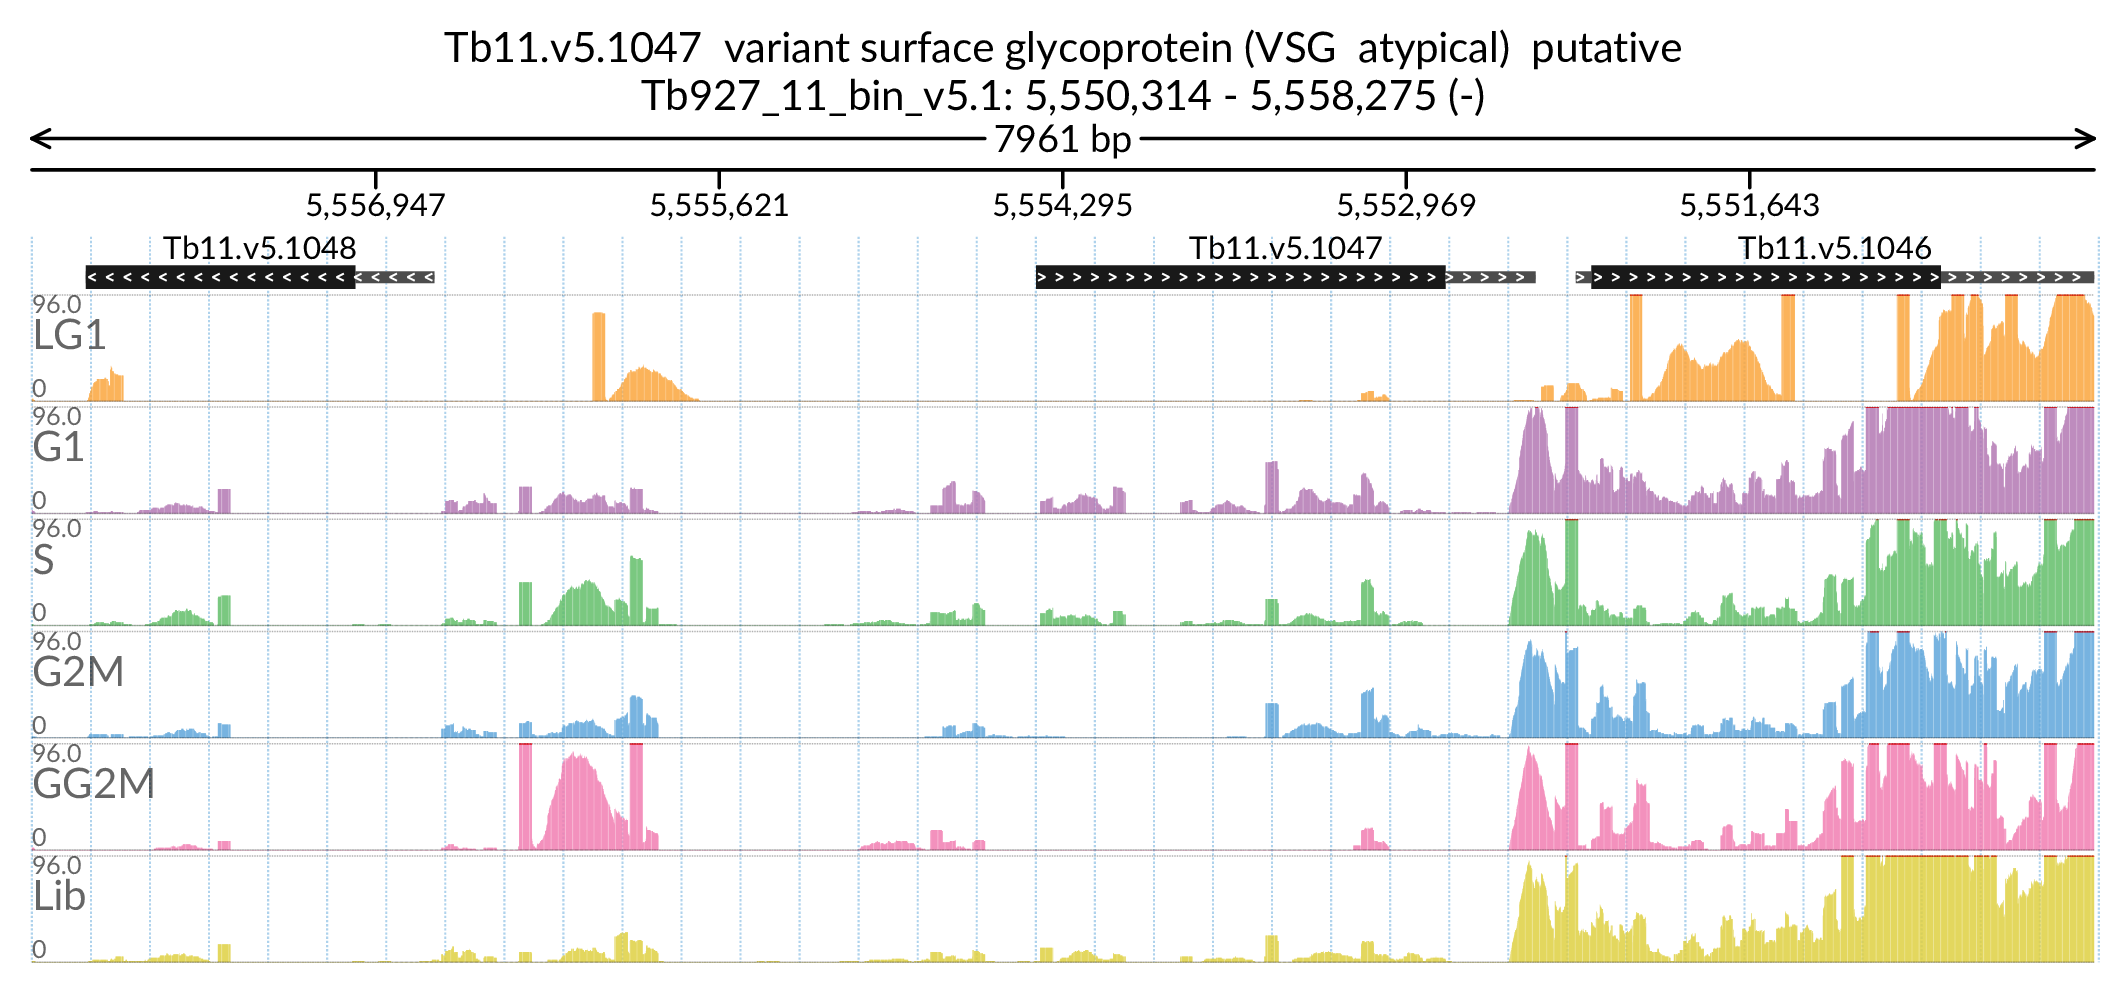 Tb11.v5.1047  variant surface glycoprotein (VSG  atypical)  putative
Tb927_11_bin_v5.1: 5,550,314 - 5,558,275 (-)
7961 bp
5,556,947 5,555,621 5,554,295 5,552,969 5,551,643
Tb11.v5.1048 Tb11.v5.1047 Tb11.v5.1046
96.0
LG1
0
96.0
G1
0
96.0
S
0
96.0
G2M
0
96.0
GG2M
0
96.0
Lib
0